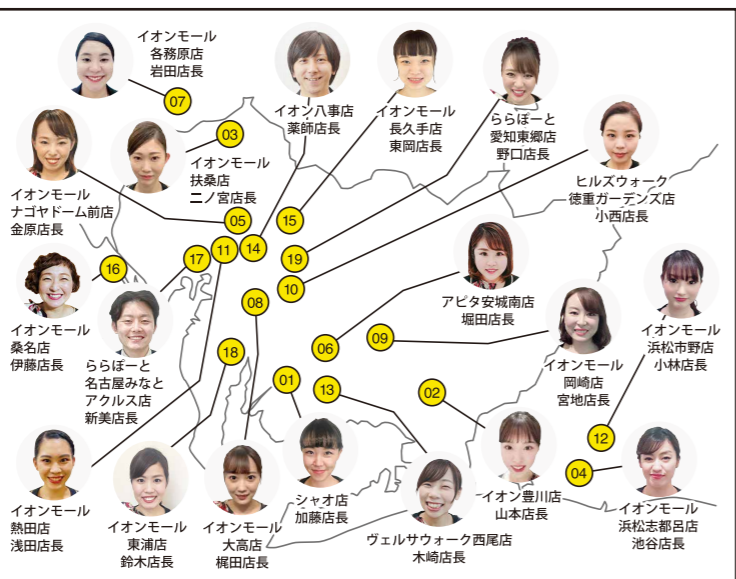 イオンモール
各務原店
岩田店長
07
イオンモール
扶桑店
二ノ宮店長
03
イオン八事店
薬師店長
イオンモール
長久手店
東岡店長
ららぽーと
愛知東郷店
野口店長
ヒルズウォーク
徳重ガーデンズ店
小西店長
イオンモール
ナゴヤドーム前店
金原店長
05
15
11
14
17
19
16
10
08
イオンモール
桑名店
伊藤店長
ららぽーと
名古屋みなと
アクルス店
新美店長
アピタ安城南店
堀田店長
イオンモール
岡崎店
宮地店長
イオンモール
浜松市野店
小林店長
18
06
09
01
13
02
12
04
イオンモール
熱田店
浅田店長
イオンモール
東浦店
鈴木店長
イオンモール
大高店
梶田店長
シャオ店
加藤店長
ヴェルサウォーク西尾店
木崎店長
イオン豊川店
山本店長
イオンモール
浜松志都呂店
池谷店長